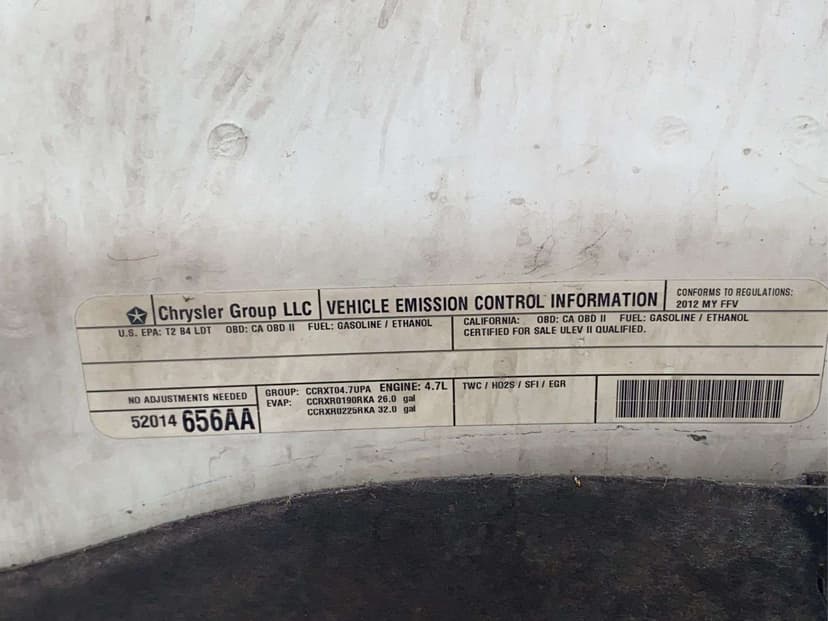 Chrysler Group LLC
VEHICLE EMISSION CONTROL INFORMATION
CONFORMS TO REGULATIONS:
2012 MY FFV
U.S. EPA: T2 B4 LDT OBD: CA OBD II FUEL: GASOLINE / ETHANOL
CALIFORNIA: OBD: CA OBD II FUEL: GASOLINE / ETHANOL
CERTIFIED FOR SALE ULEV II QUALIFIED.
NO ADJUSTMENTS NEEDED
52014 656AA
GROUP: CCRXT04.7UPA ENGINE: 4.7L
EVAP: CCRXR0190RKA 26.0 gal
CCRXR0225RKA 32.0 gal
TWC / HO2S / SFI / EGR